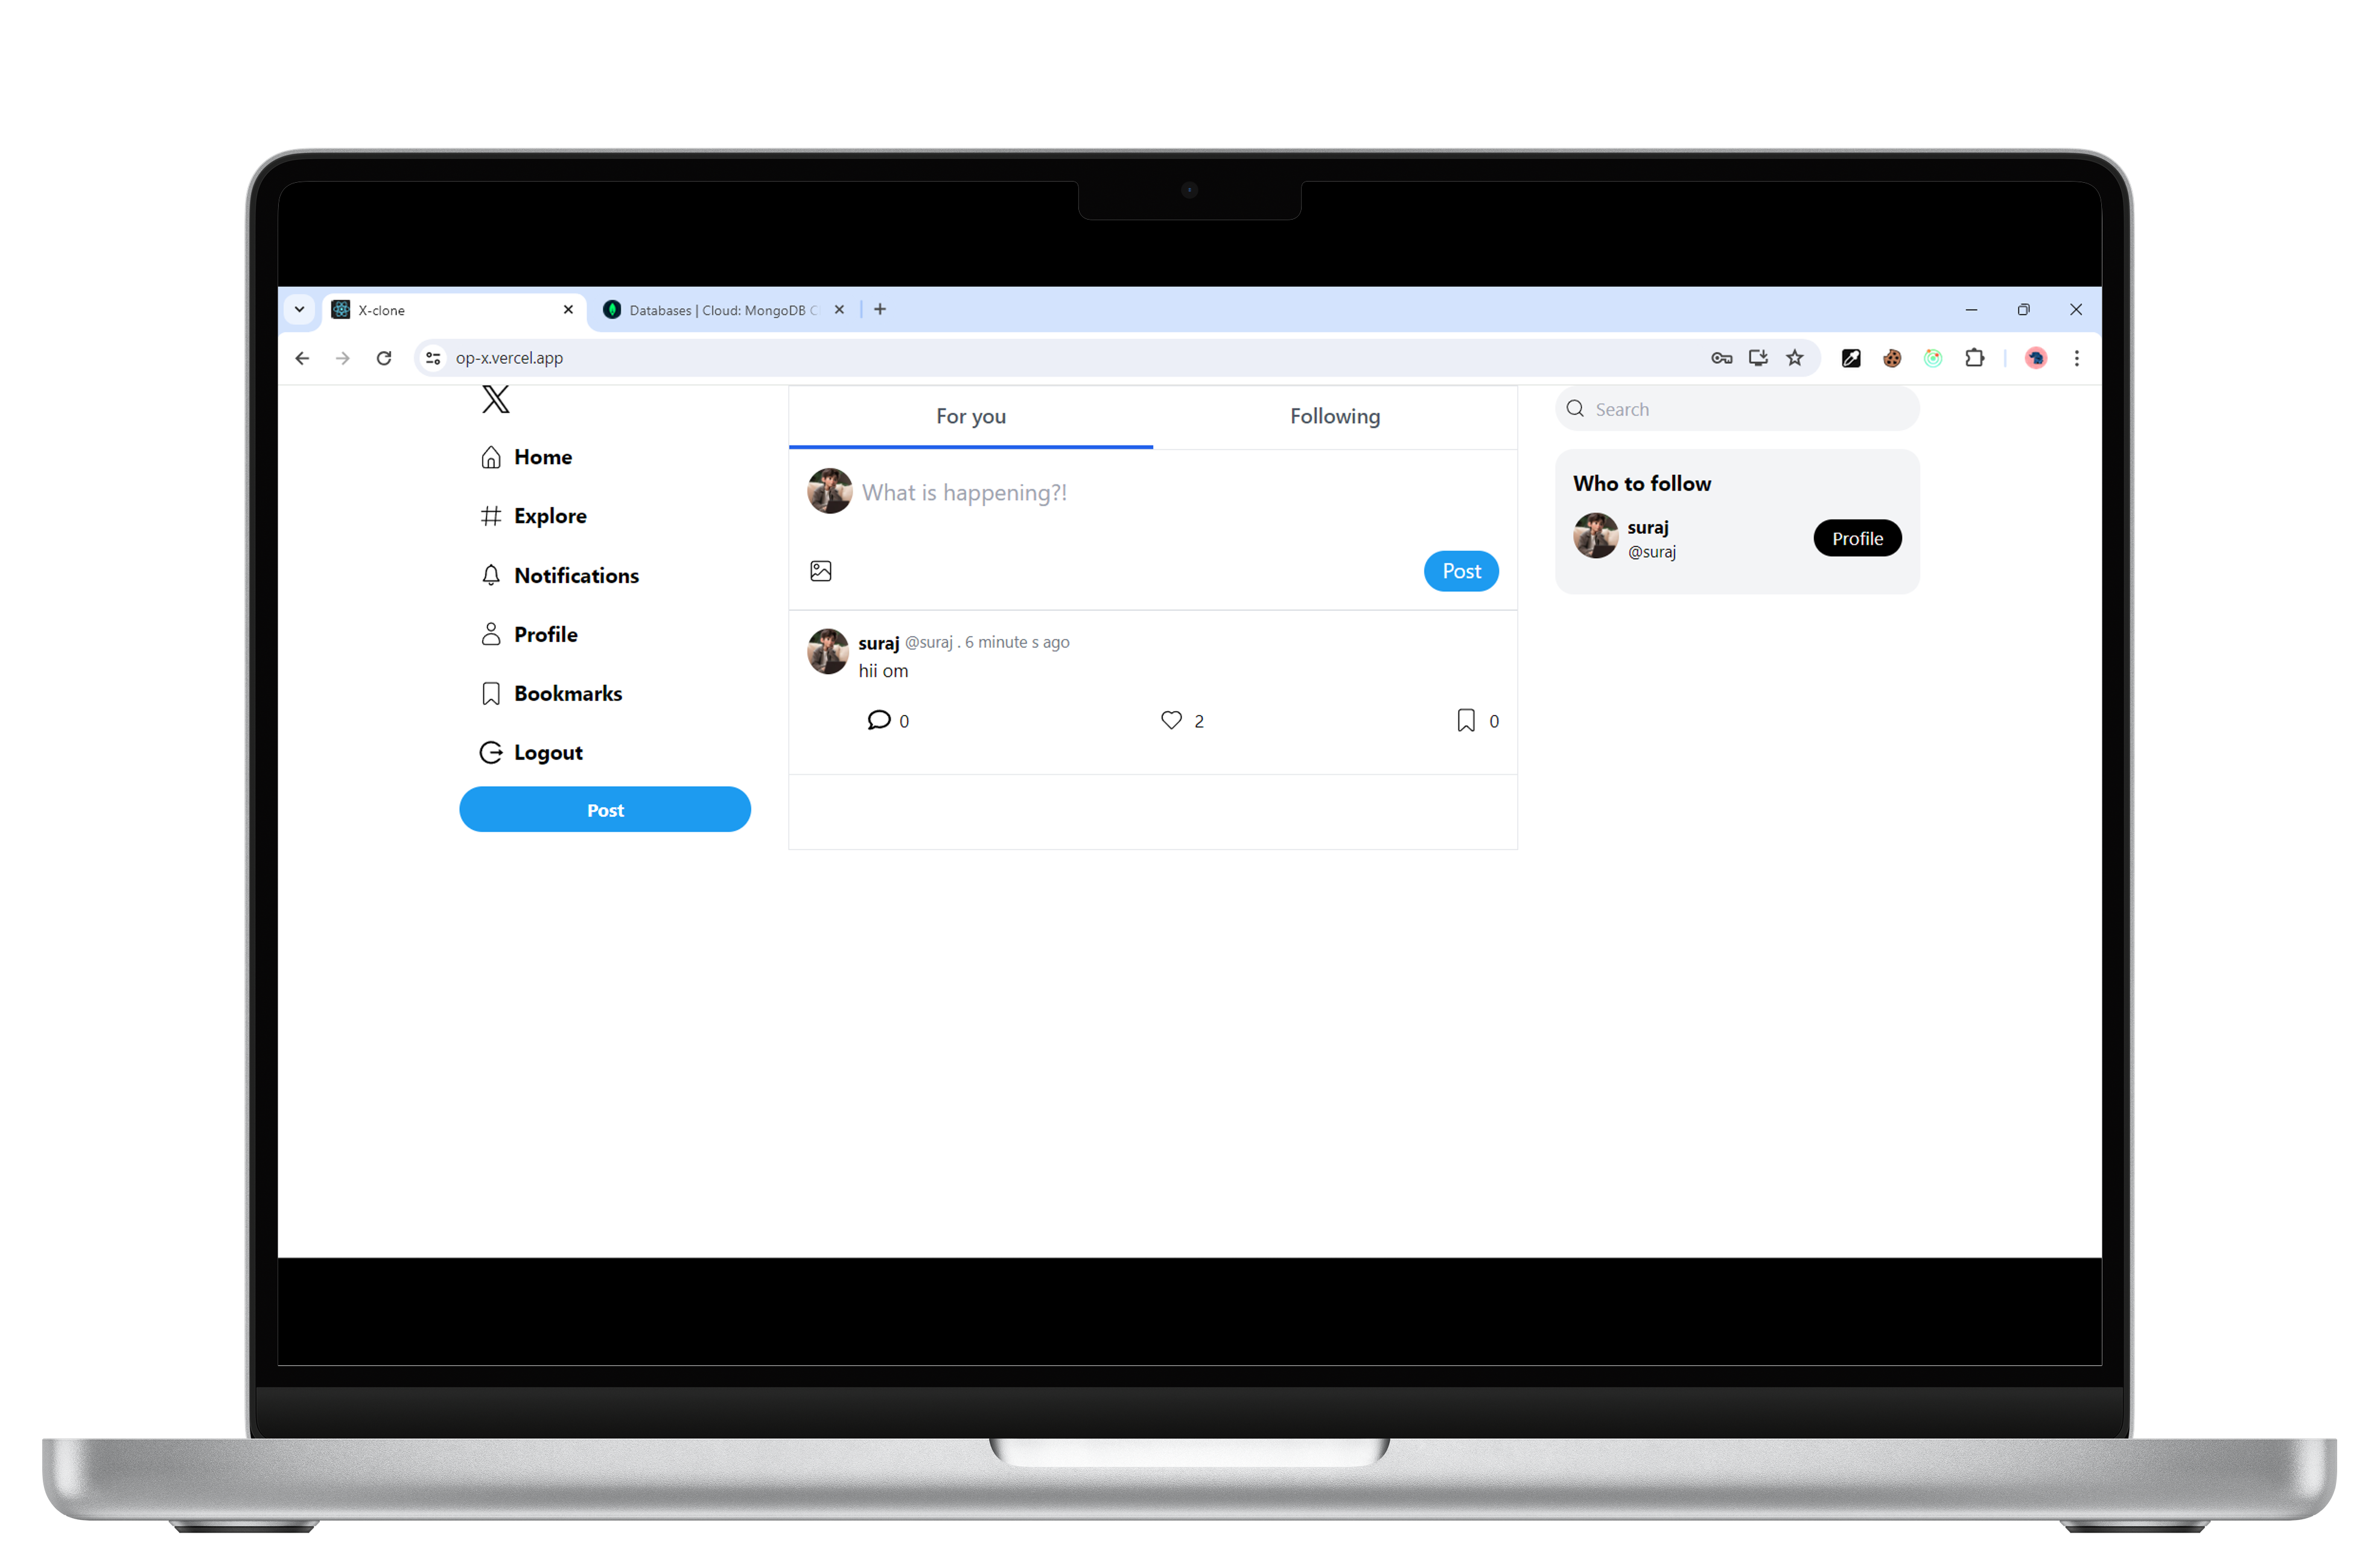 X-clone
Databases | Cloud: MongoDB C
op-x.vercel.app
Home
Explore
Notifications
Profile
Bookmarks
Logout
Post
For you
Following
What is happening?!
Post
suraj @suraj . 6 minute s ago
hii om
0
2
0
Search
Who to follow
suraj
@suraj
Profile